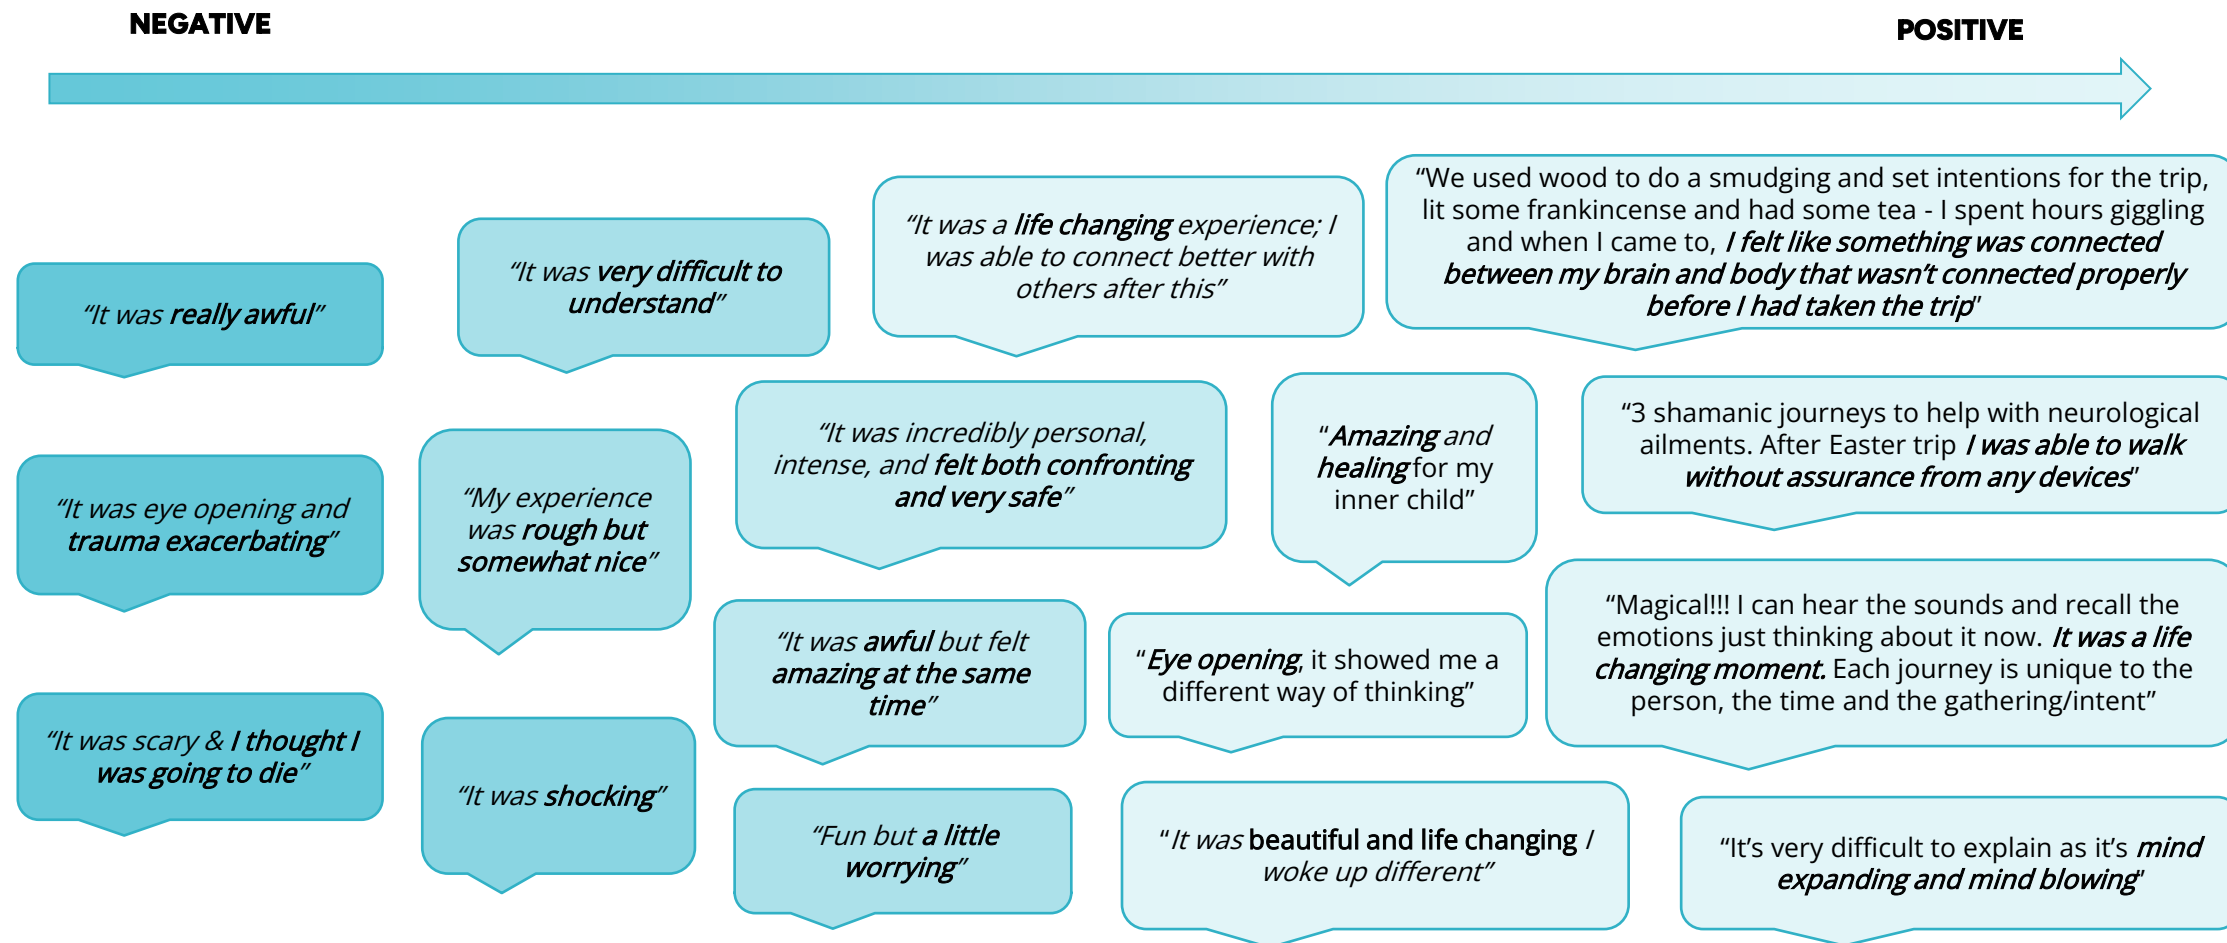 NEGATIVE
POSITIVE
“It was really awful”
“It was eye opening and
trauma exacerbating”
“It was scary & I thought I
was going to die”
“It was very difficult to
understand”
“My experience
was rough but
somewhat nice”
“It was shocking”
“It was a life changing experience; I
was able to connect better with
others after this”
“It was incredibly personal,
intense, and felt both confronting
and very safe”
“It was awful but felt
amazing at the same
time”
“Fun but a little
worrying”
“Amazing and
healing for my
inner child”
“Eye opening, it showed me a
different way of thinking”
“It was beautiful and life changing I
woke up different”
“We used wood to do a smudging and set intentions for the trip,
lit some frankincense and had some tea - I spent hours giggling
and when I came to, I felt like something was connected
between my brain and body that wasn’t connected properly
before I had taken the trip”
“3 shamanic journeys to help with neurological
ailments. After Easter trip I was able to walk
without assurance from any devices”
“Magical!!! I can hear the sounds and recall the
emotions just thinking about it now. It was a life
changing moment. Each journey is unique to the
person, the time and the gathering/intent”
“It’s very difficult to explain as it’s mind
expanding and mind blowing”